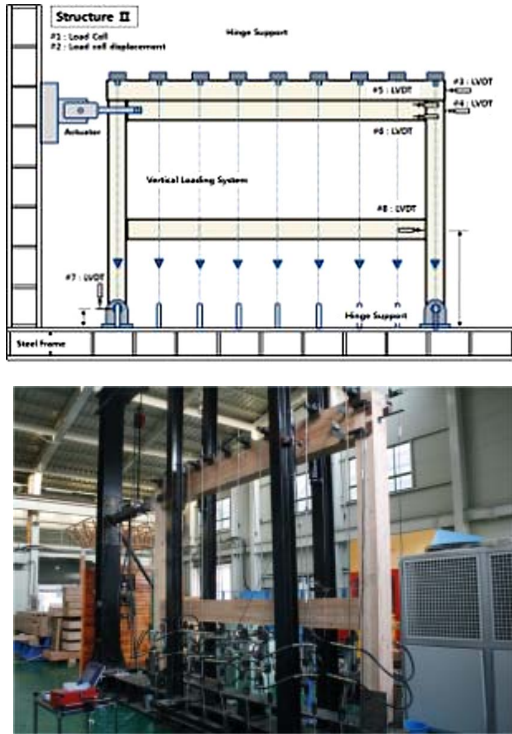 Structure Ⅱ
#1 : Load Cell
#2 : Load cell displacement
Hinge Support
#3 : LVDT
#5 : LVDT
#4 : LVDT
Actuator
#6 : LVDT
Vertical Loading System
#8 : LVDT
#7 : LVDT
Hinge Support
Steel Frame